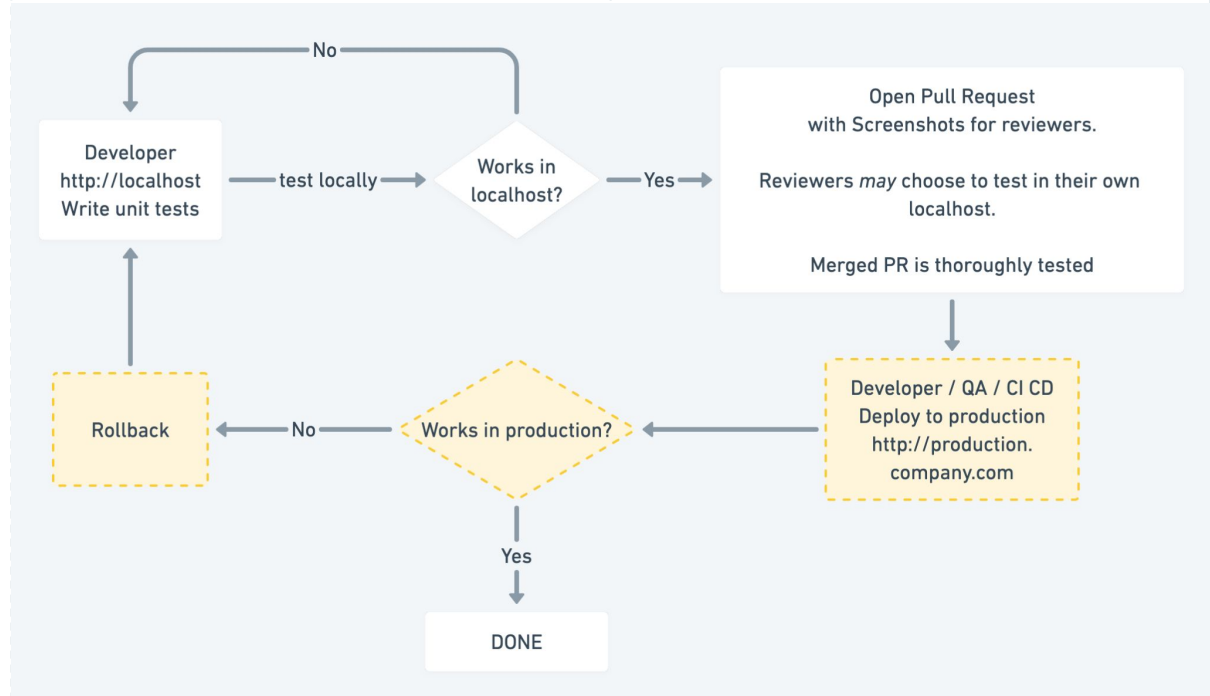 No
Developer
http://localhost
Write unit tests
test locally
Works in
localhost?
Yes
Open Pull Request
with Screenshots for reviewers.
Reviewers may choose to test in their own
localhost.
Merged PR is thoroughly tested
Developer / QA / CI CD
Deploy to production
http://production.
company.com
Works in production?
No
Rollback
Yes
DONE